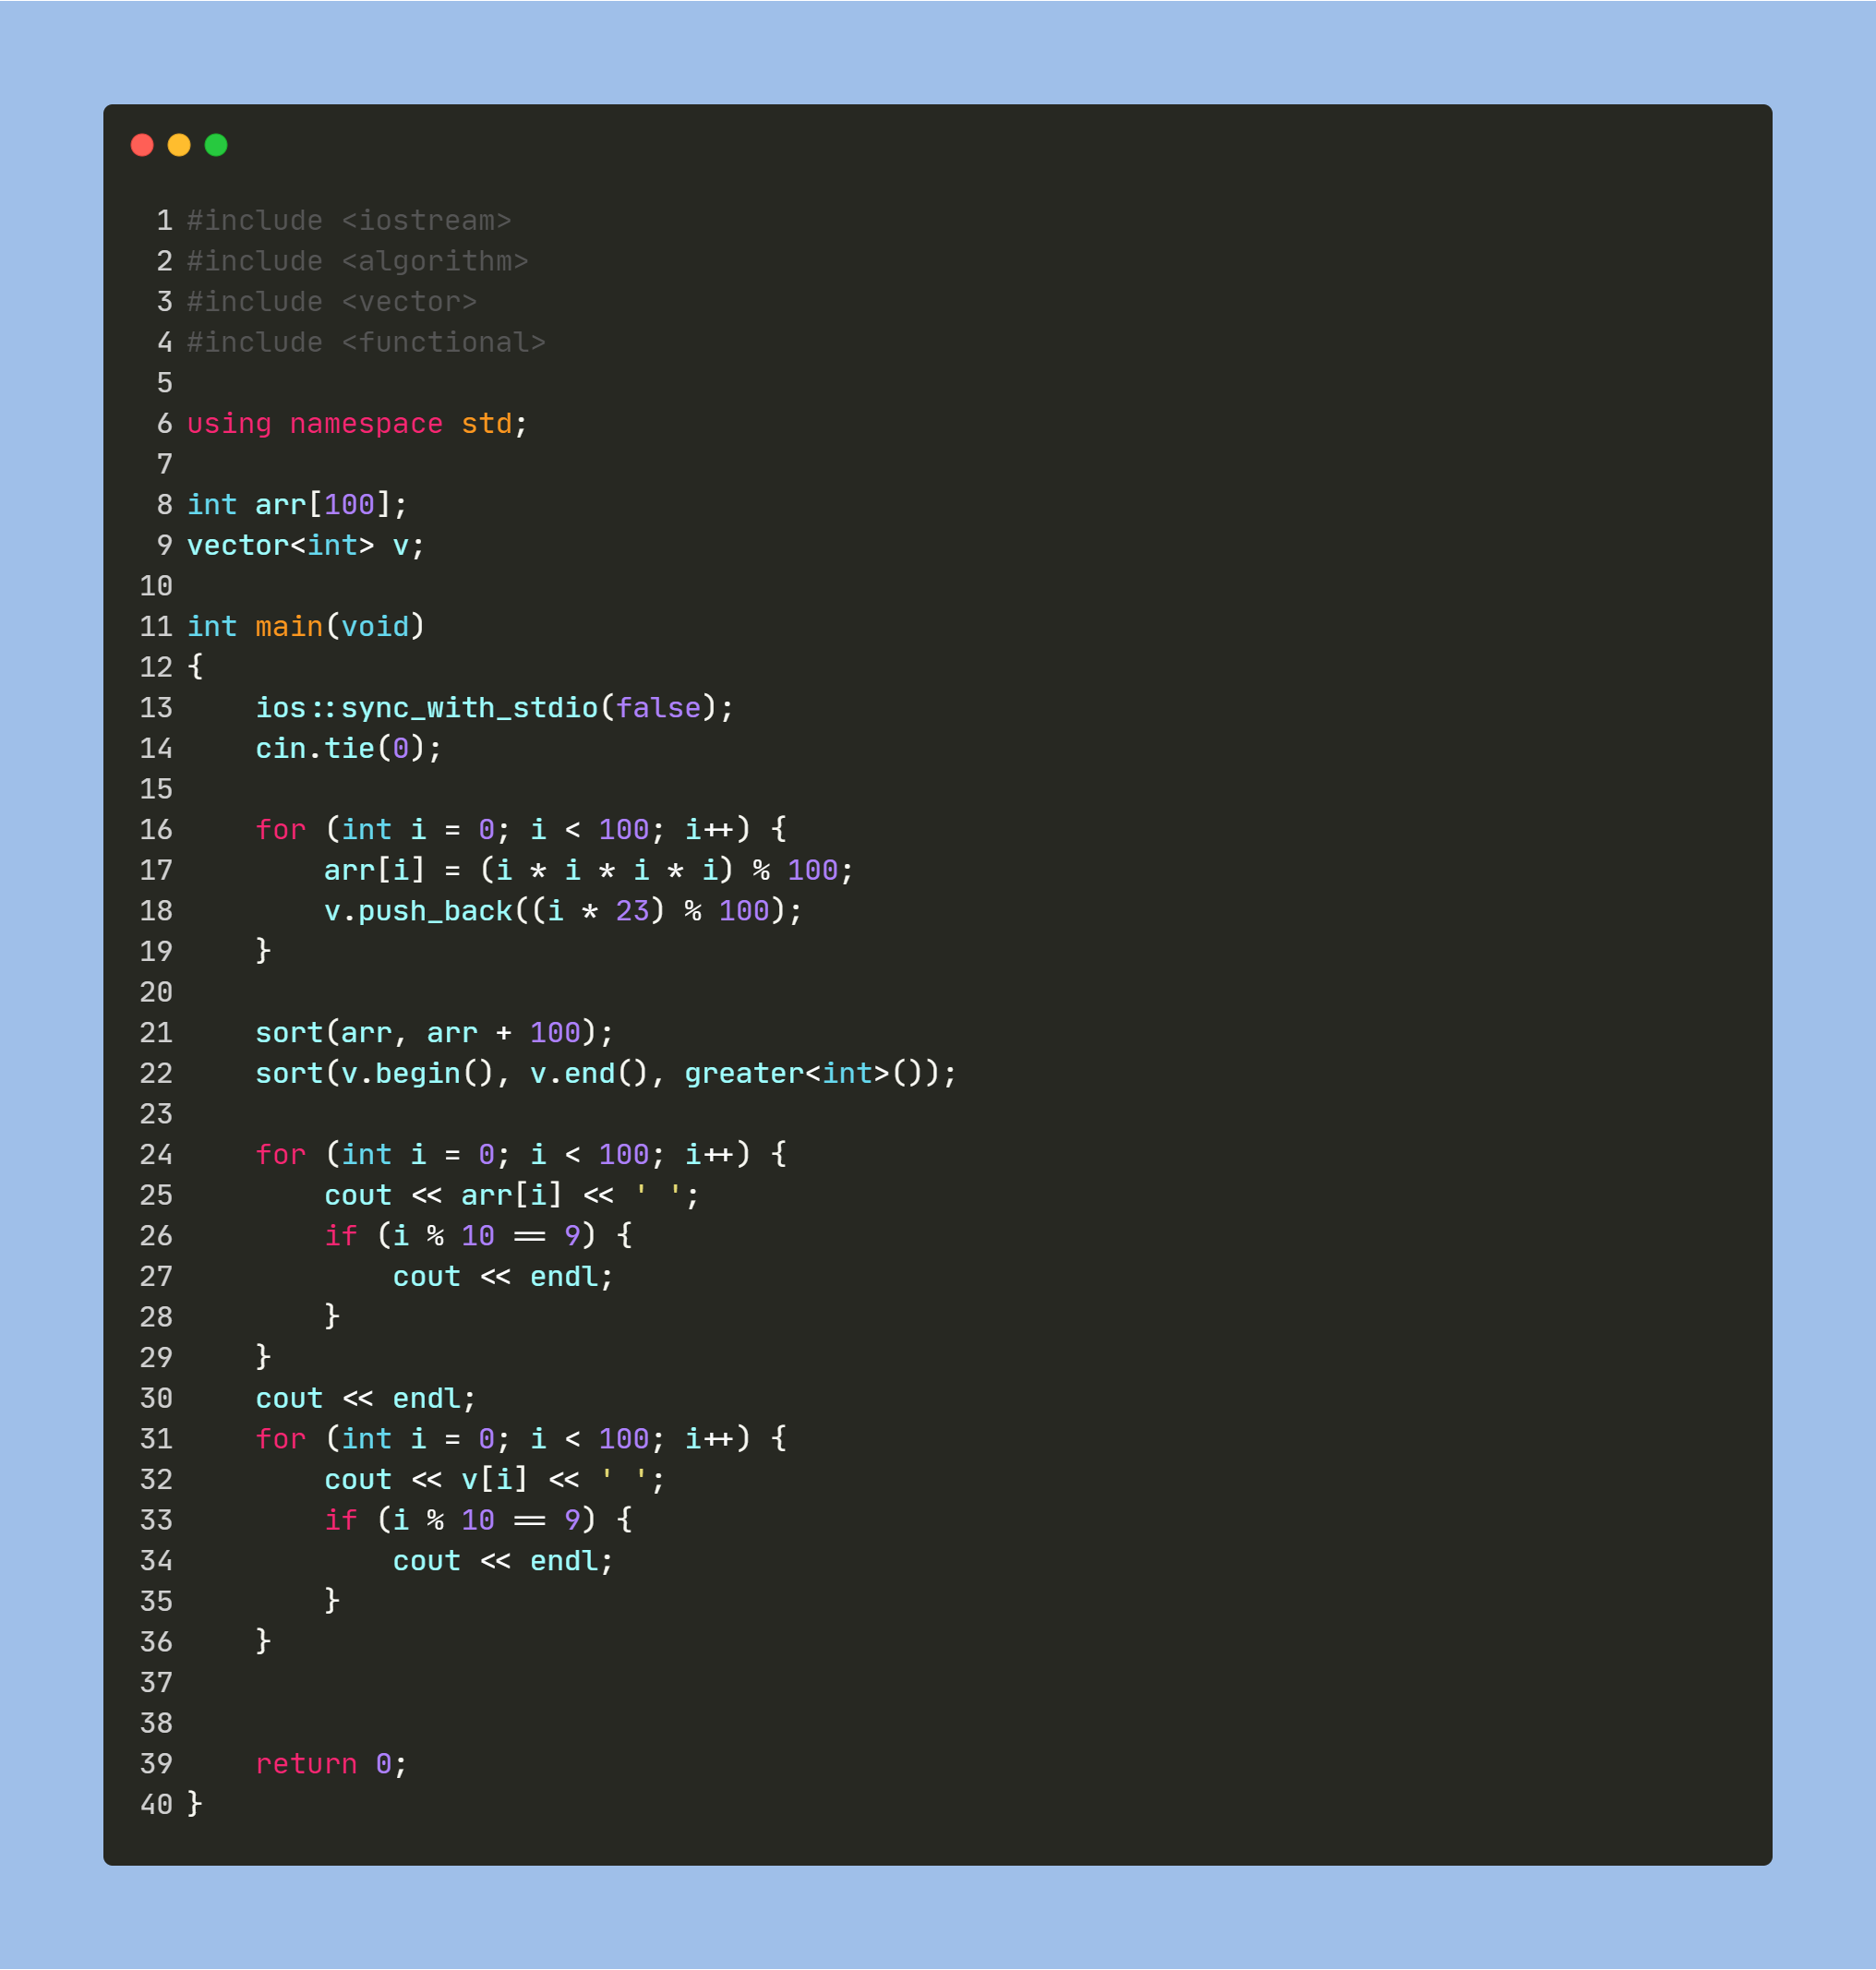 1 #include <iostream>
2 #include <algorithm>
3 #include <vector>
4 #include <functional>
5
6 using namespace std;
7
8 int arr[100];
9 vector<int> v;
10
11 int main(void)
12 {
13     ios::sync_with_stdio(false);
14     cin.tie(0);
15
16     for (int i = 0; i < 100; i++) {
17         arr[i] = (i * i * i * i) % 100;
18         v.push_back((i * 23) % 100);
19     }
20
21     sort(arr, arr + 100);
22     sort(v.begin(), v.end(), greater<int>());
23
24     for (int i = 0; i < 100; i++) {
25         cout << arr[i] << ' ';
26         if (i % 10 == 9) {
27             cout << endl;
28         }
29     }
30     cout << endl;
31     for (int i = 0; i < 100; i++) {
32         cout << v[i] << ' ';
33         if (i % 10 == 9) {
34             cout << endl;
35         }
36     }
37
38
39     return 0;
40 }